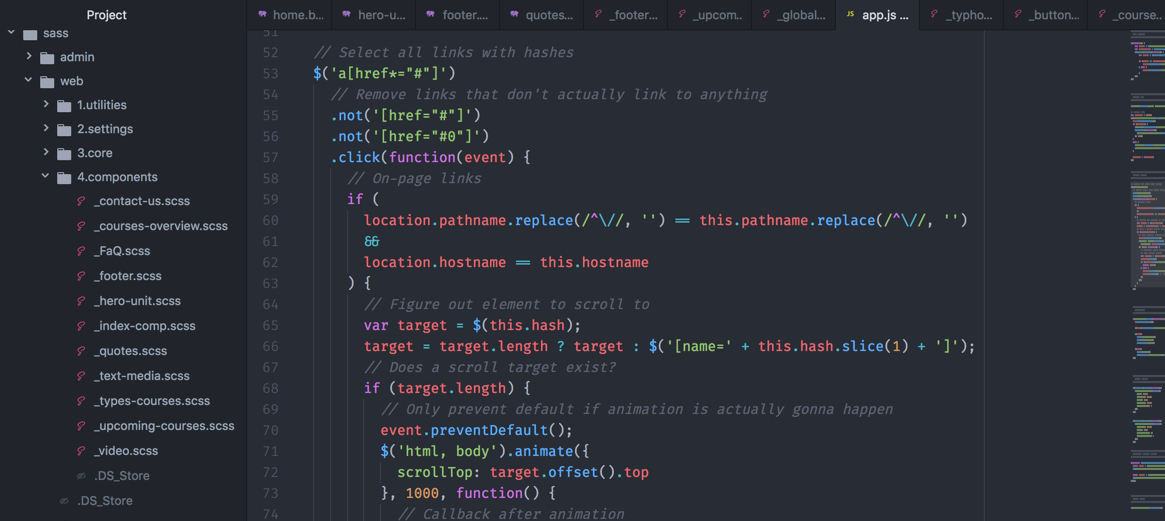 Project
sass
admin
web
1.utilities
2.settings
3.core
4.components
_contact-us.scss
_courses-overview.scss
_FaQ.scss
_footer.scss
_hero-unit.scss
_index-comp.scss
_quotes.scss
_text-media.scss
_types-courses.scss
_upcoming-courses.scss
_video.scss
.DS_Store
.DS_Store
home.b... hero-u... footer.... quotes... _footer... _upcom.. _global... JS app.js ... _typho... _button... _course..
51
52 // Select all links with hashes
53 $('a[href*="#"]')
54 // Remove links that don't actually link to anything
55 .not('[href="#"]')
56 .not('[href="#0"]')
57 .click(function(event) {
58 // On-page links
59 if (
60 location.pathname.replace(/^\//, '') == this.pathname.replace(/^\//, '')
61 &&
62 location.hostname == this.hostname
63 ) {
64 // Figure out element to scroll to
65 var target = $(this.hash);
66 target = target.length ? target : $('[name=' + this.hash.slice(1) + ']');
67 // Does a scroll target exist?
68 if (target.length) {
69 // Only prevent default if animation is actually gonna happen
70 event.preventDefault();
71 $('html, body').animate({
72 scrollTop: target.offset().top
73 }, 1000, function() {
74 // Callback after animation